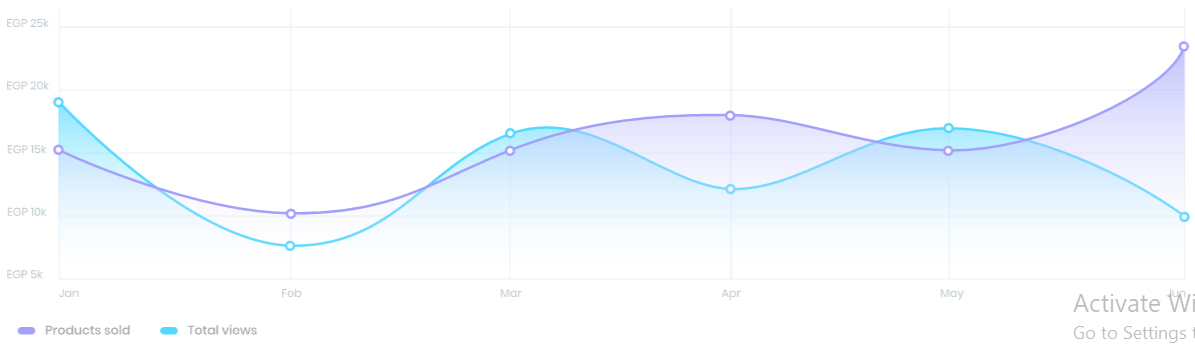 EGP 25k
EGP 20k
EGP 15k
EGP 10k
EGP 5k
Jan Feb Mar Apr May Jun
Activate Wi
Go to Settings t
Products sold Total views